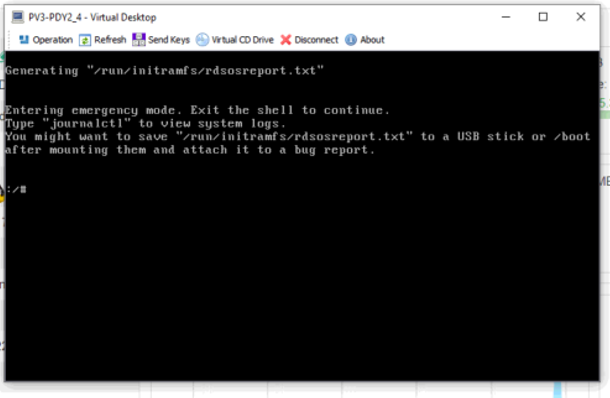 PV3-PDY2_4 - Virtual Desktop
Operation Refresh Send Keys Virtual CD Drive Disconnect About
Generating "/run/initramfs/rdsosreport.txt"
Entering emergency mode. Exit the shell to continue.
Type "journalctl" to view system logs.
You might want to save "/run/initramfs/rdsosreport.txt" to a USB stick or /boot
after mounting them and attach it to a bug report.
:/#